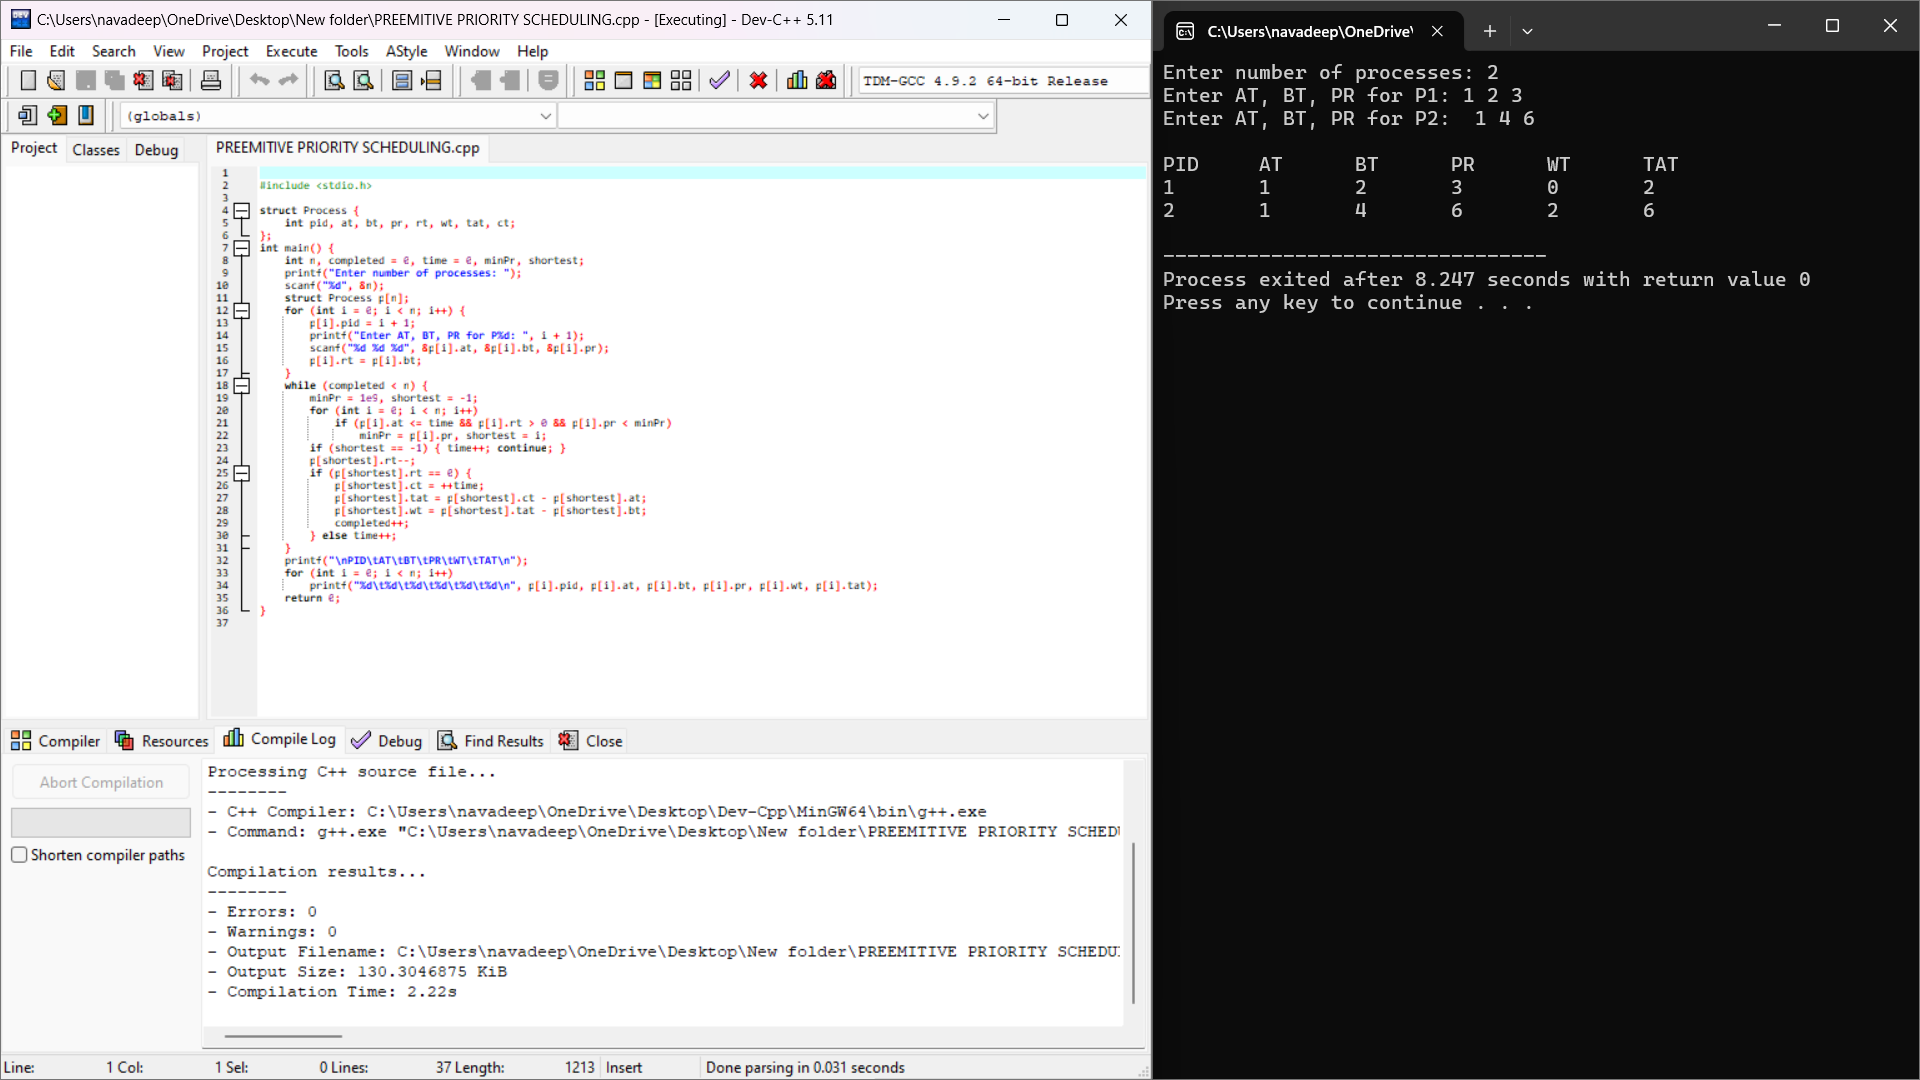 C:\Users\navadeep\OneDrive\Desktop\New folder\PREEMITIVE PRIORITY SCHEDULING.cpp - [Executing] - Dev-C++ 5.11
File Edit Search View Project Execute Tools AStyle Window Help
TDM-GCC 4.9.2 64-bit Release
(globals)
Project Classes Debug
PREEMITIVE PRIORITY SCHEDULING.cpp
1
2 #include <stdio.h>
3
4 struct Process {
5 int pid, at, bt, pr, rt, wt, tat, ct;
6 };
7 int main() {
8 int n, completed = 0, time = 0, minPr, shortest;
9 printf("Enter number of processes: ");
10 scanf("%d", &n);
11 struct Process p[n];
12 for (int i = 0; i < n; i++) {
13 p[i].pid = i + 1;
14 printf("Enter AT, BT, PR for P%d: ", i + 1);
15 scanf("%d %d %d", &p[i].at, &p[i].bt, &p[i].pr);
16 p[i].rt = p[i].bt;
17 }
18 while (completed < n) {
19 minPr = 1e9, shortest = -1;
20 for (int i = 0; i < n; i++)
21 if (p[i].at <= time && p[i].rt > 0 && p[i].pr < minPr)
22 minPr = p[i].pr, shortest = i;
23 if (shortest == -1) { time++; continue; }
24 p[shortest].rt--;
25 if (p[shortest].rt == 0) {
26 p[shortest].ct = ++time;
27 p[shortest].tat = p[shortest].ct - p[shortest].at;
28 p[shortest].wt = p[shortest].tat - p[shortest].bt;
29 completed++;
30 } else time++;
31 }
32 printf("\nPID\tAT\tBT\tPR\tWT\tTAT\n");
33 for (int i = 0; i < n; i++)
34 printf("%d\t%d\t%d\t%d\t%d\t%d\n", p[i].pid, p[i].at, p[i].bt, p[i].pr, p[i].wt, p[i].tat);
35 return 0;
36 }
37
Compiler Resources Compile Log Debug Find Results Close
Abort Compilation
Shorten compiler paths
Processing C++ source file...
--------
- C++ Compiler: C:\Users\navadeep\OneDrive\Desktop\Dev-Cpp\MinGW64\bin\g++.exe
- Command: g++.exe "C:\Users\navadeep\OneDrive\Desktop\New folder\PREEMITIVE PRIORITY SCHEDU
Compilation results...
--------
- Errors: 0
- Warnings: 0
- Output Filename: C:\Users\navadeep\OneDrive\Desktop\New folder\PREEMITIVE PRIORITY SCHEDU
- Output Size: 130.3046875 KiB
- Compilation Time: 2.22s
Line: 1 Col: 1 Sel: 0 Lines: 37 Length: 1213 Insert Done parsing in 0.031 seconds
C:\Users\navadeep\OneDrive\
Enter number of processes: 2
Enter AT, BT, PR for P1: 1 2 3
Enter AT, BT, PR for P2:  1 4 6
PID AT BT PR WT TAT
1 1 2 3 0 2
2 1 4 6 2 6
--------------------------------
Process exited after 8.247 seconds with return value 0
Press any key to continue . . .